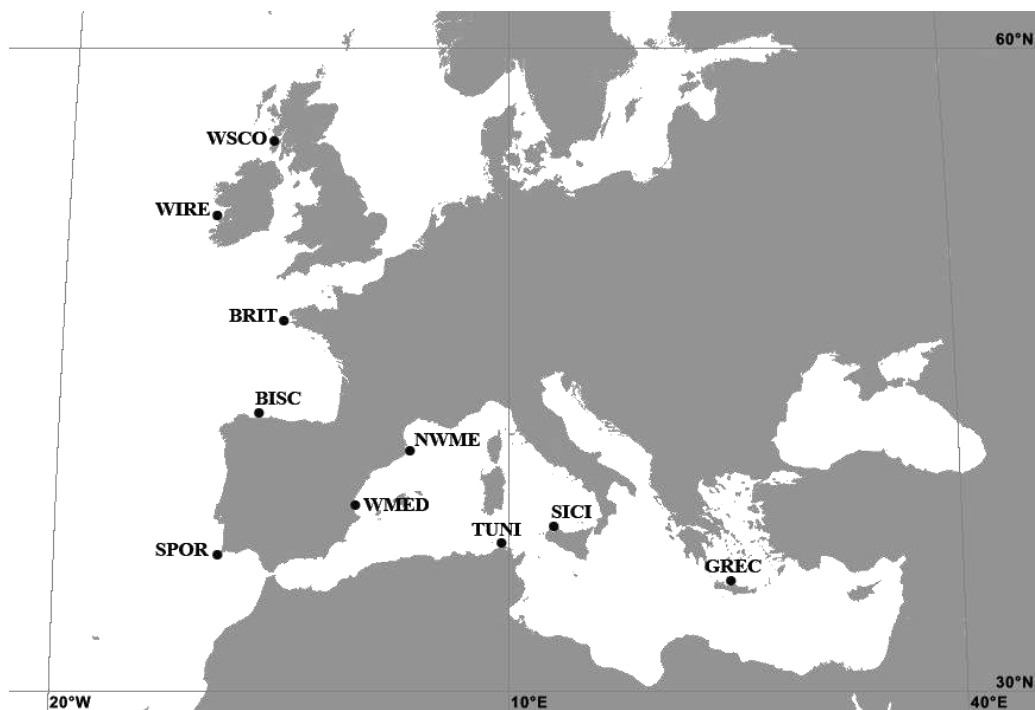 60°N
WSCO
WIRE
BRIT
BISC
NWME
WMED
SICI
TUNI
SPOR
GREC
30°N
20°W
10°E
40°E